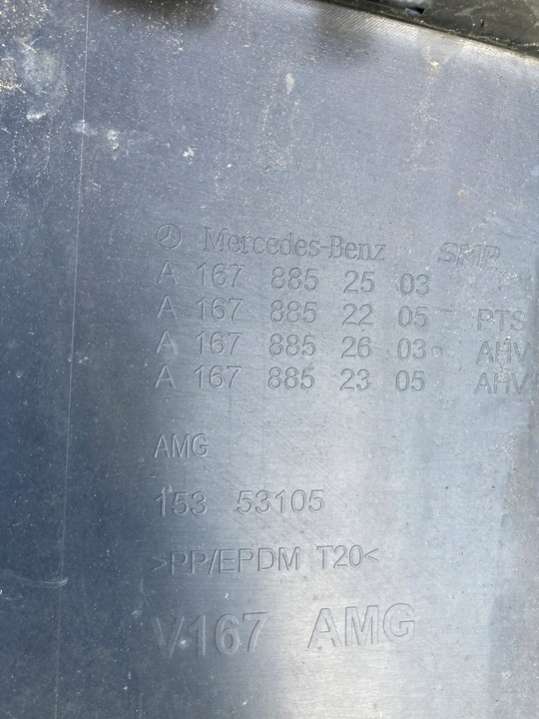 Mercedes-Benz SMP
A 167 885 25 03
A 167 885 22 05 PTS
A 167 885 26 03 AHV
A 167 885 23 05 AHV
AMG
153 53105
>PP/EPDM T20<
V167 AMG